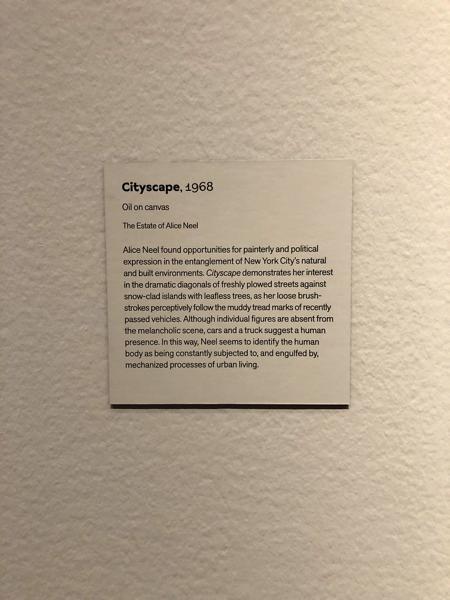 Cityscape, 1968
Oil on canvas
The Estate of Alice Neel
Alice Neel found opportunities for painterly and political
expression in the entanglement of New York City's natural
and built environments. Cityscape demonstrates her interest
in the dramatic diagonals of freshly plowed streets against
snow-clad islands with leafless trees, as her loose brush-
strokes perceptively follow the muddy tread marks of recently
passed vehicles. Although individual figures are absent from
the melancholic scene, cars and a truck suggest a human
presence. In this way, Neel seems to identify the human
body as being constantly subjected to, and engulfed by,
mechanized processes of urban living.